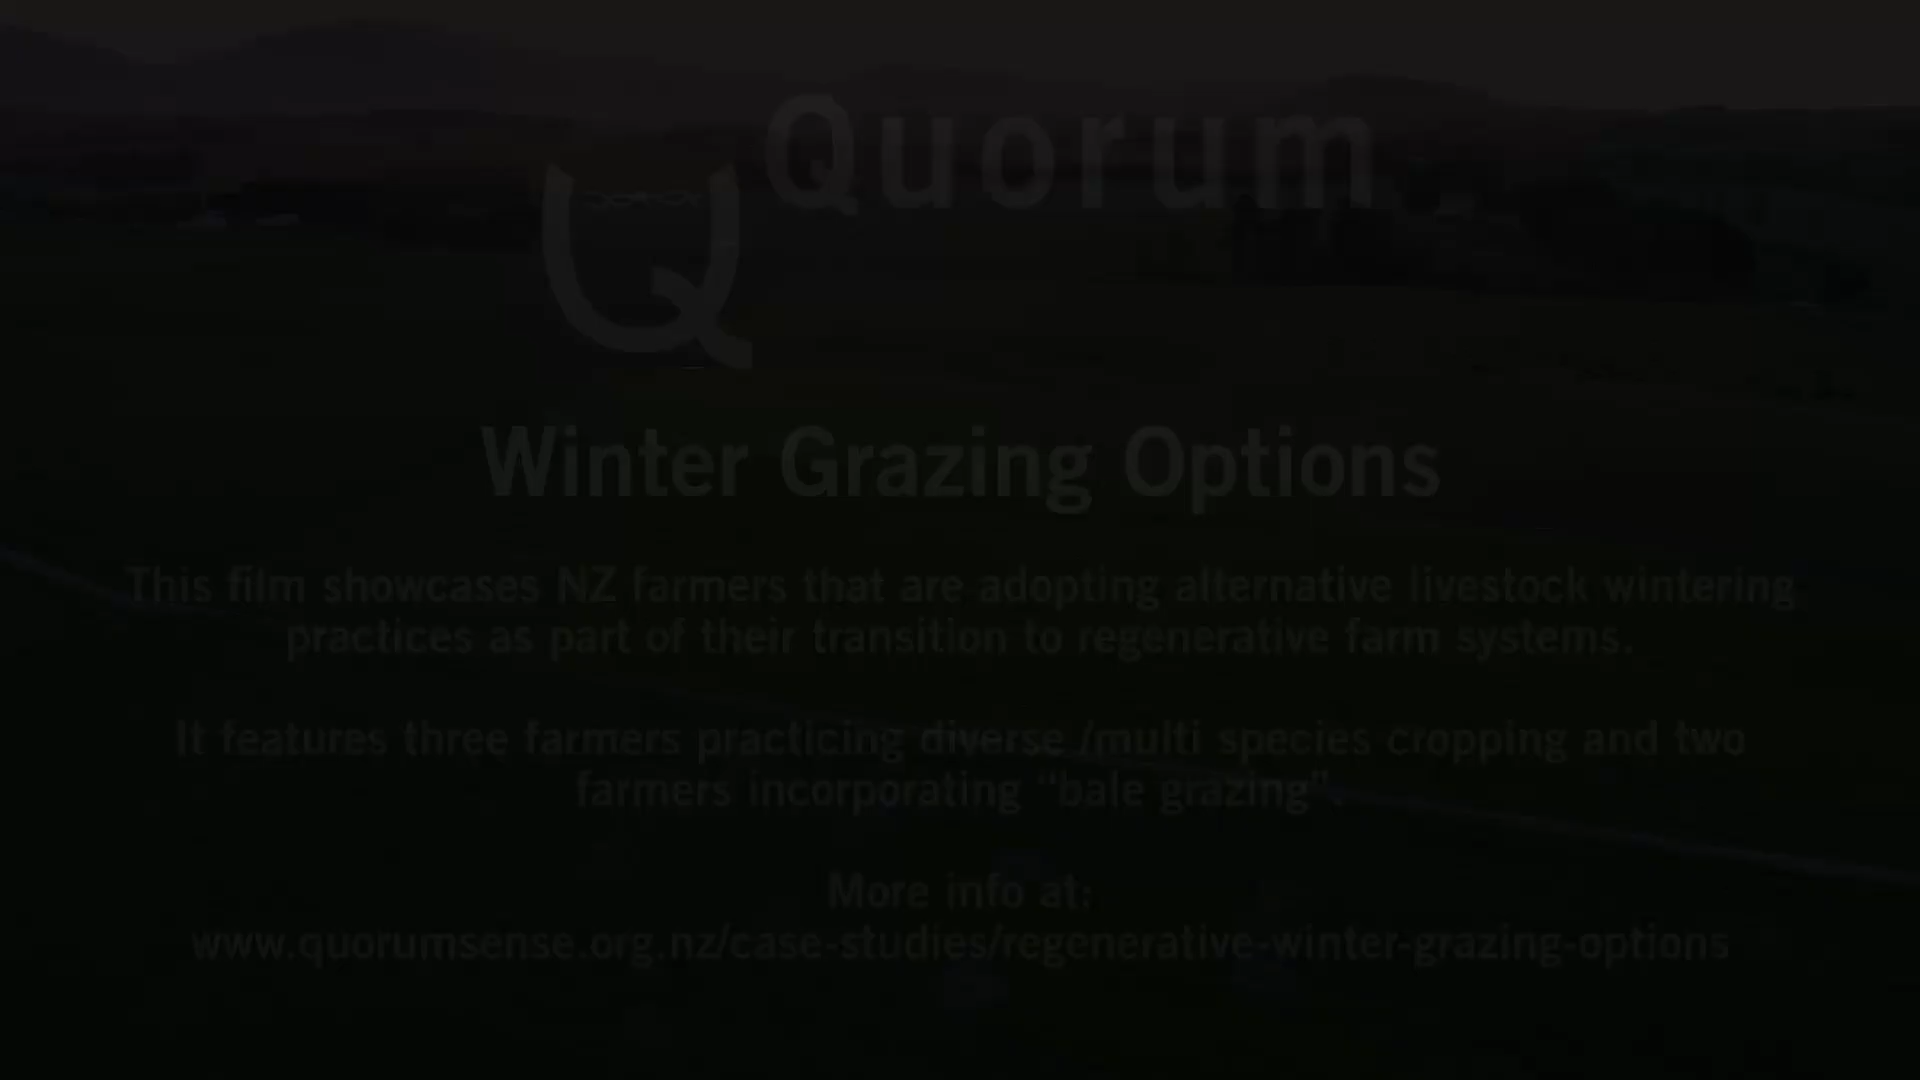 Quorum
Winter Grazing Options
This film showcases NZ farmers that are adopting alternative livestock wintering
practices as part of their transition to regenerative farm systems.
It features three farmers practicing diverse /multi species cropping and two
farmers incorporating "bale grazing".
More info at:
www.quorumsense.org.nz/case-studies/regenerative-winter-grazing-options